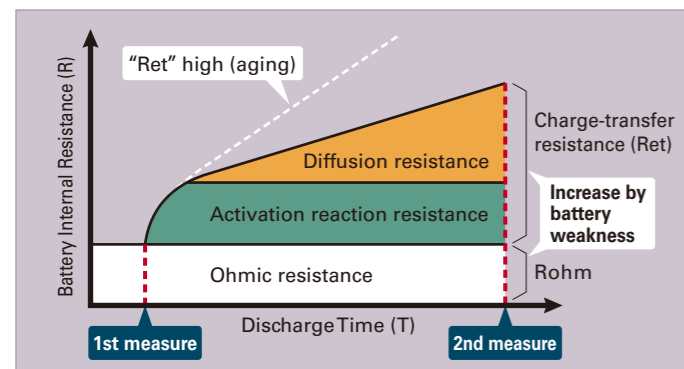 Battery Internal Resistance (R)
"Ret" high (aging)
Diffusion resistance
Activation reaction resistance
Ohmic resistance
Charge-transfer
resistance (Ret)
Increase by
battery
weakness
Rohm
1st measure
Discharge Time (T)
2nd measure